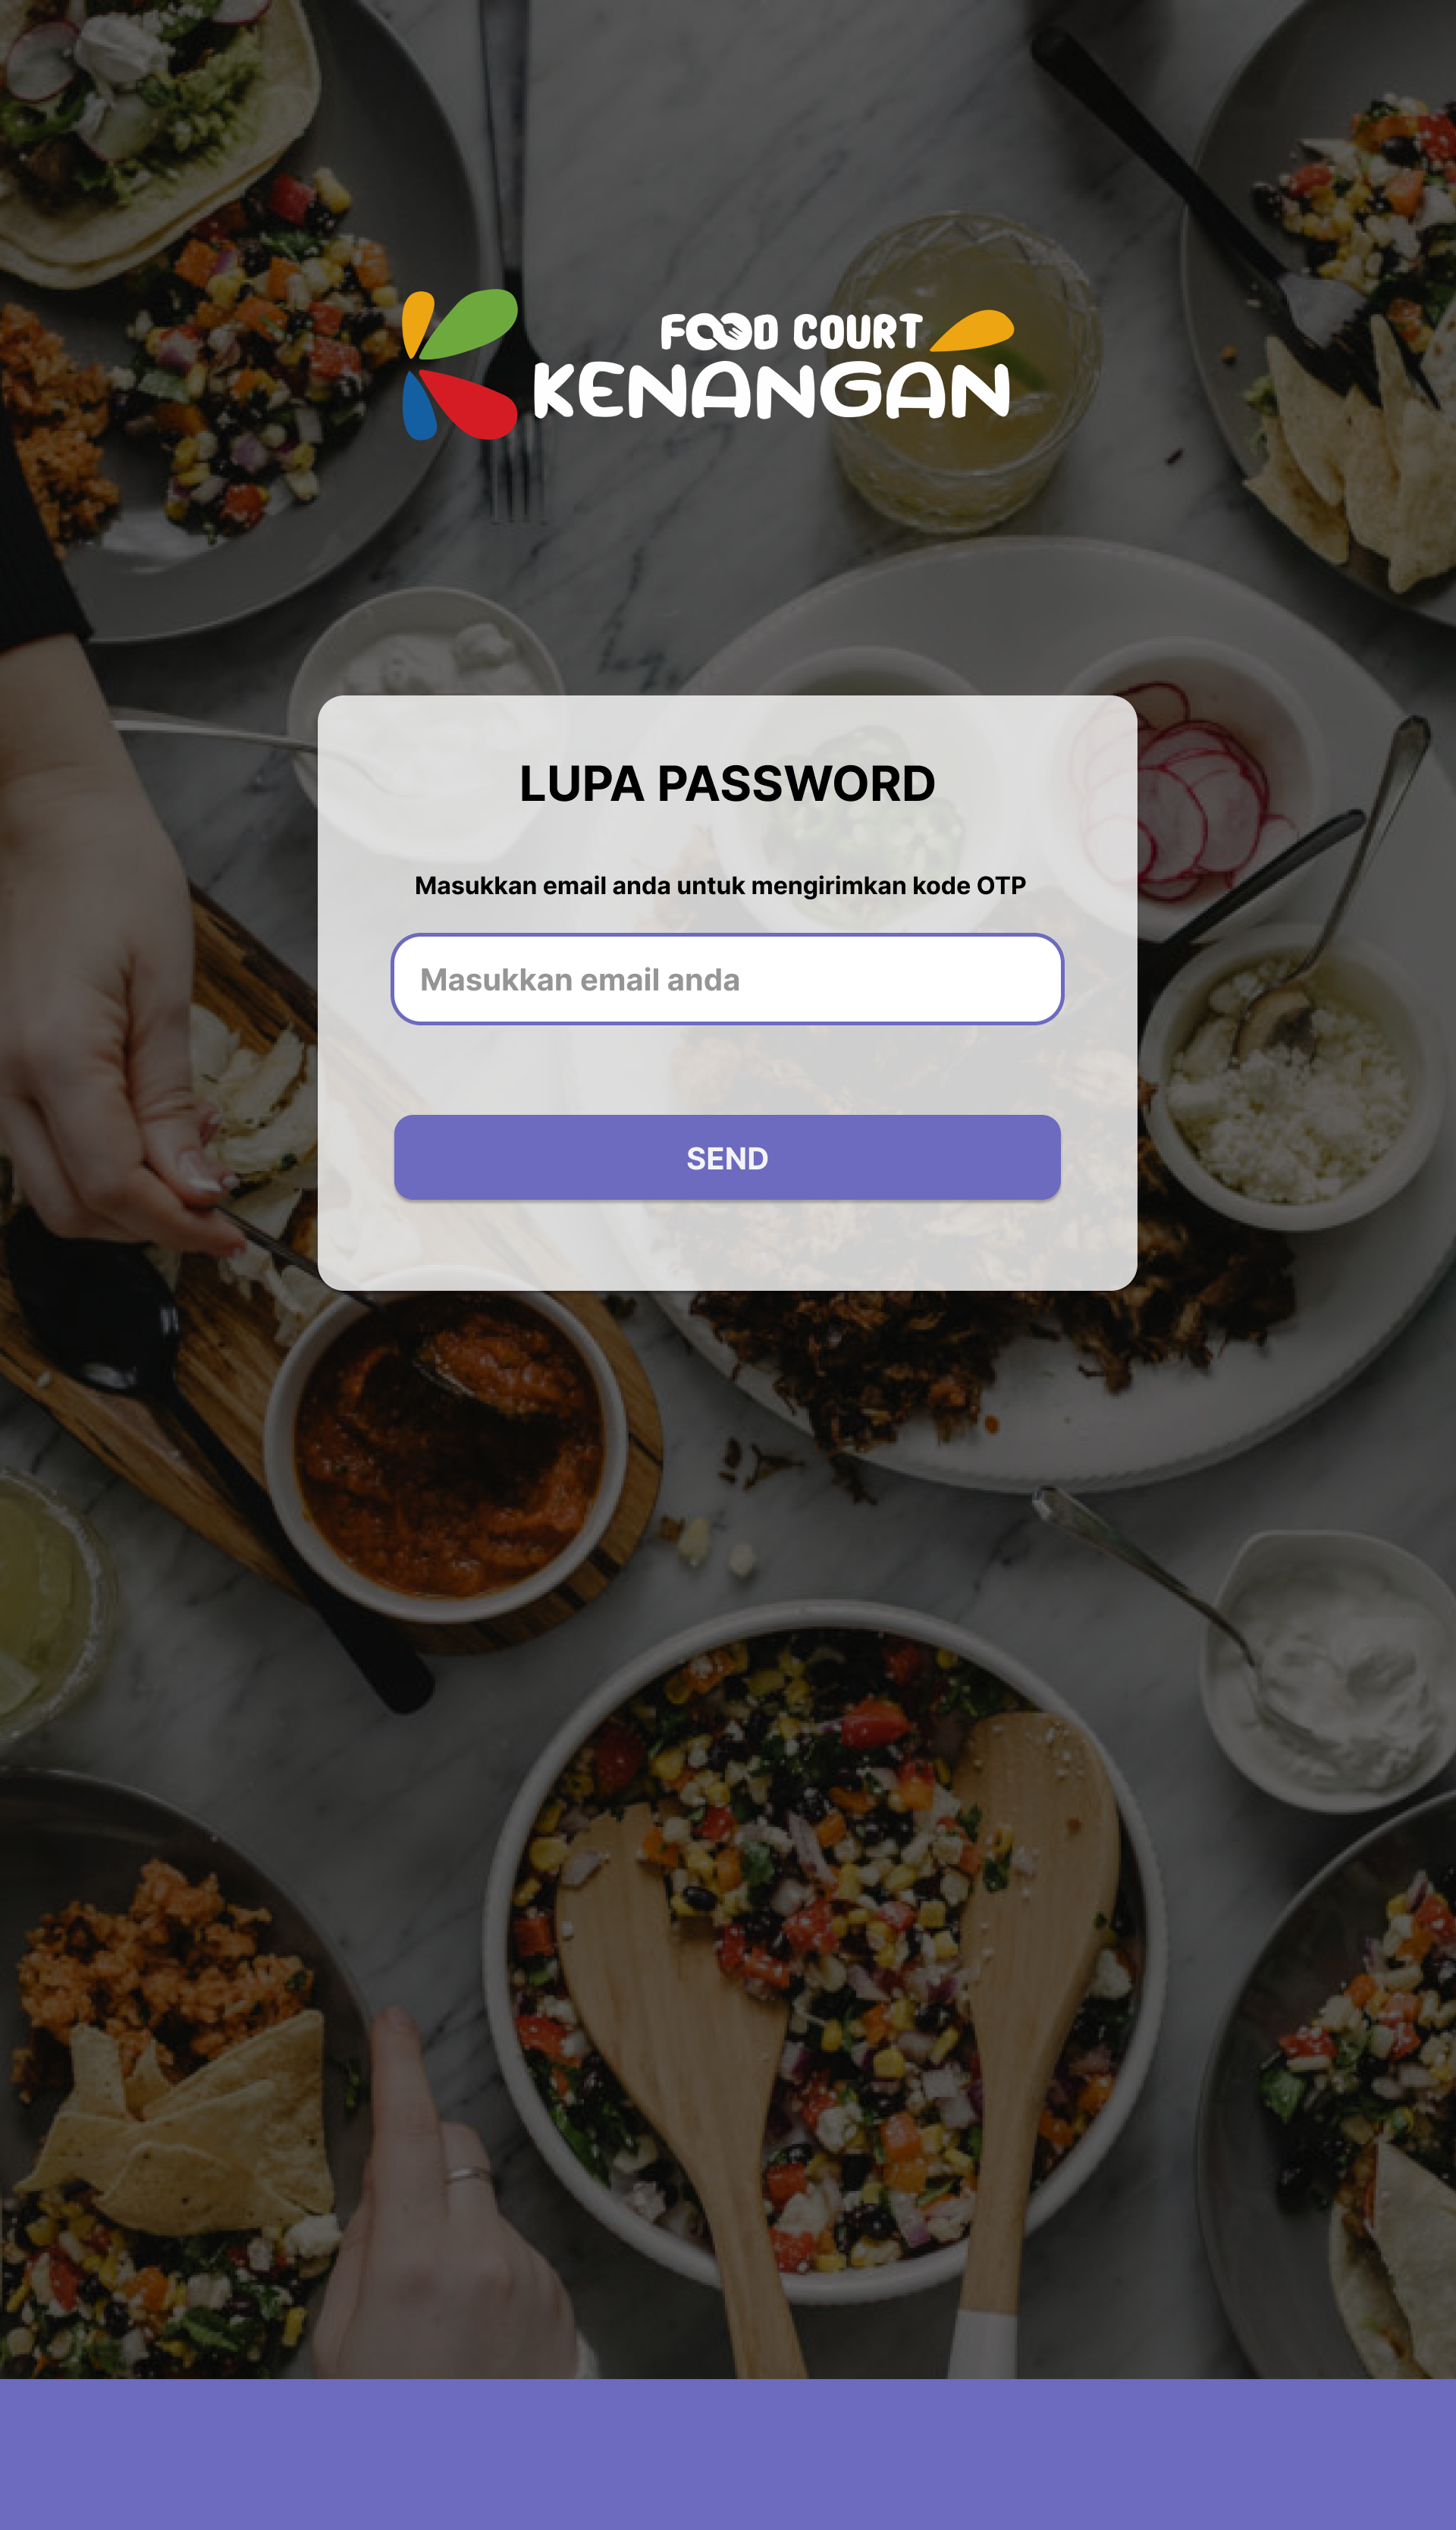 FOOD COURT
KENANGAN
LUPA PASSWORD
Masukkan email anda untuk mengirimkan kode OTP
Masukkan email anda
SEND